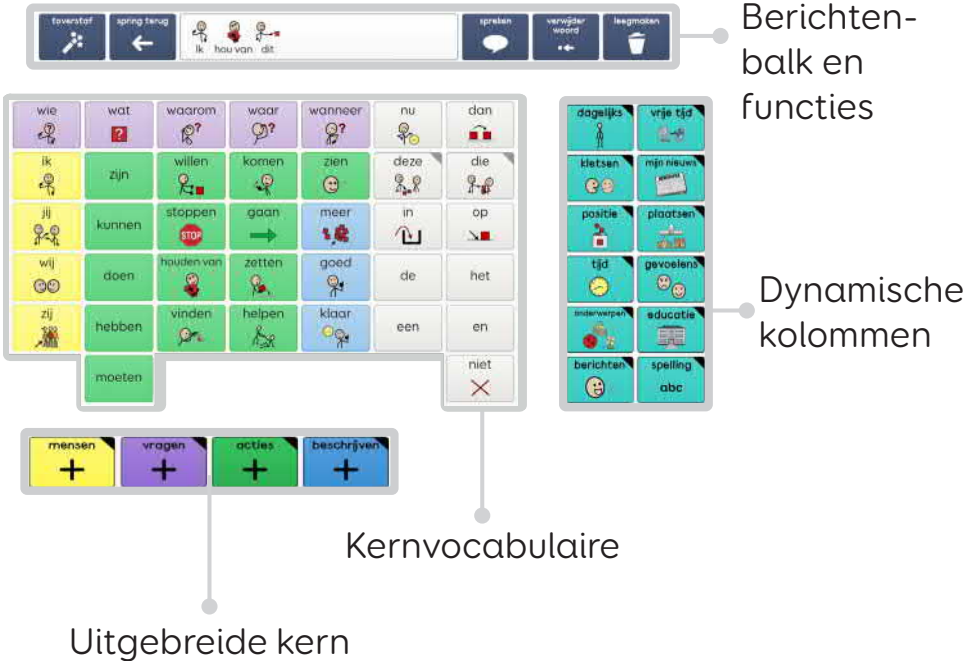 toverstaf spring terug Ik hou van dit spreken verwijder woord leegmaken
Berichten-
balk en
functies
wie wat waarom waar wanneer nu dan
ik zijn willen komen zien deze die
jij kunnen stoppen STOP gaan meer in op
wij doen houden van zetten goed de het
zij hebben vinden helpen klaar een en
moeten niet
dagelijks vrije tijd
kletsen mijn nieuws
positie plaatsen
tijd gevoelens
onderwerpen educatie
berichten spelling
abc
Dynamische
kolommen
mensen vragen acties beschrijven
+ + + +
Kernvocabulaire
Uitgebreide kern